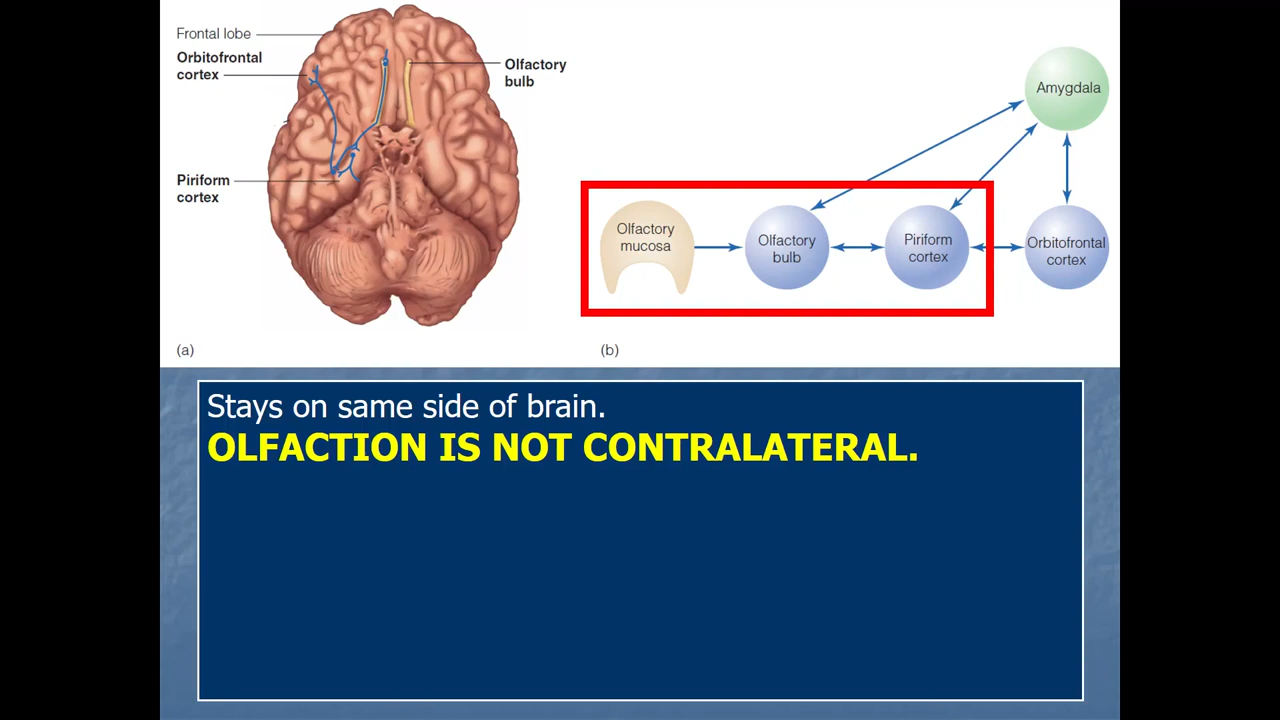 Frontal lobe
Orbitofrontal
cortex
Olfactory
bulb
Piriform
cortex
(a)
Amygdala
Olfactory
mucosa
Olfactory
bulb
Piriform
cortex
Orbitofrontal
cortex
(b)
Stays on same side of brain.
OLFACTION IS NOT CONTRALATERAL.